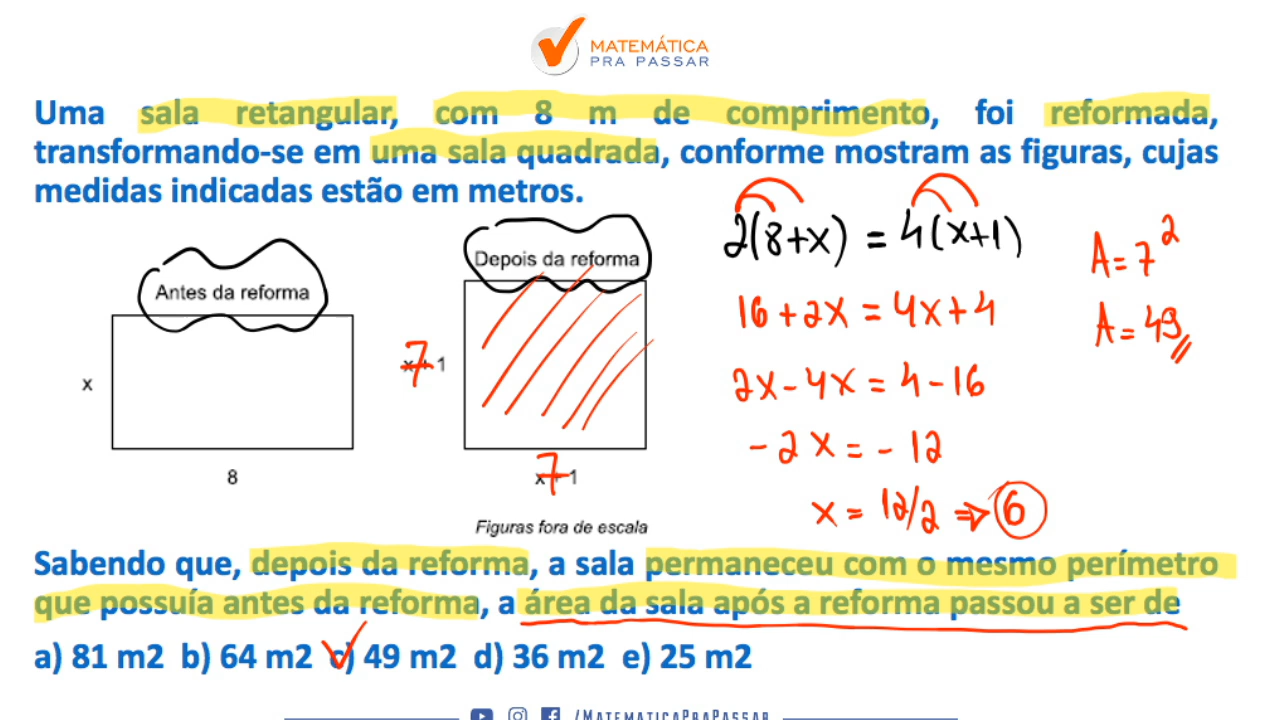 MATEMÁTICA
PRA PASSAR
Uma sala retangular, com 8 m de comprimento, foi reformada,
transformando-se em uma sala quadrada, conforme mostram as figuras, cujas
medidas indicadas estão em metros.
Antes da reforma
x
8
Depois da reforma
7
x + 1
7
x + 1
Figuras fora de escala
2(8+x) = 4(x+1)
16+2x = 4x+4
2x-4x = 4-16
-2x = -12
x = 12/2 ⇒ 6
A = 7²
A = 49
Sabendo que, depois da reforma, a sala permaneceu com o mesmo perímetro
que possuía antes da reforma, a área da sala após a reforma passou a ser de
a) 81 m2 b) 64 m2 c) 49 m2 d) 36 m2 e) 25 m2
/MATEMATICAPRAPASSAR